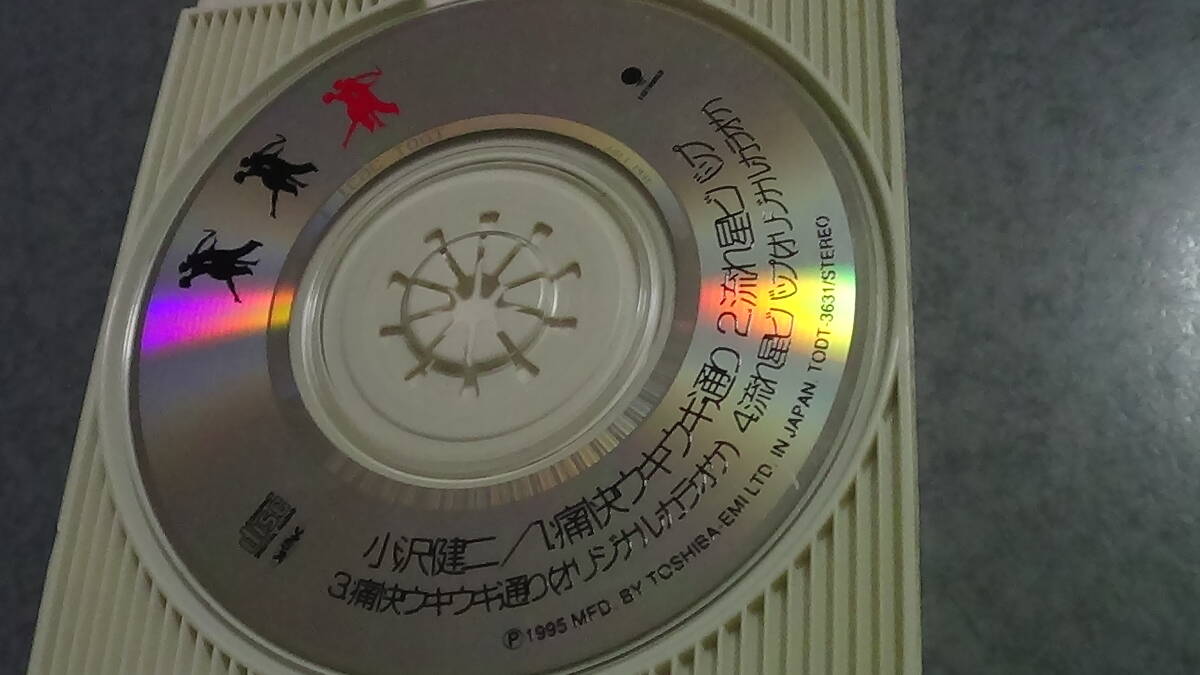 小沢健二／1.痛快ウキウキ通り 2.流れ星ビバップ
3.痛快ウキウキ通り(オリジナルカラオケ) 4.流れ星ビバップ(オリジナルカラオケ)
Ⓟ1995 MFD. BY TOSHIBA-EMI LTD. IN JAPAN TODT-3631/STEREO